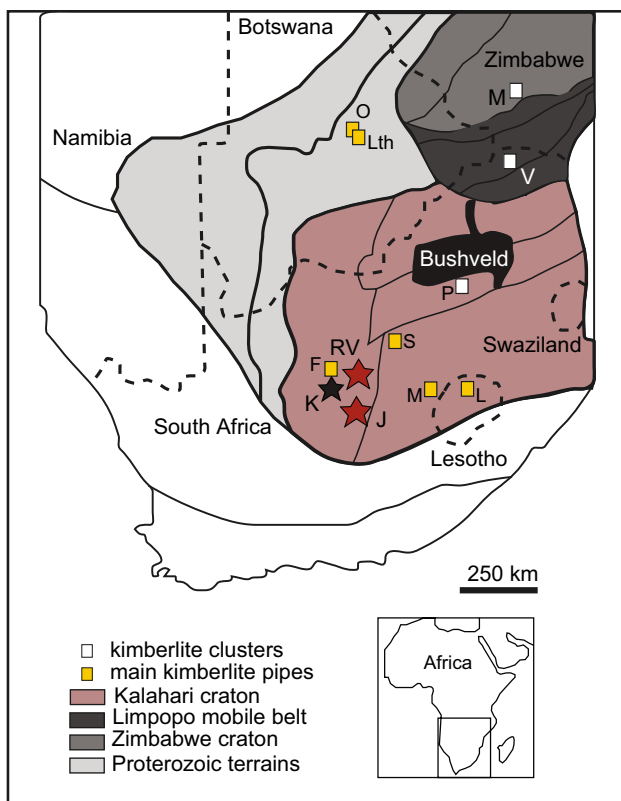 Botswana
Zimbabwe
M
O
Namibia
Lth
V
Bushveld
P
RV
S
Swaziland
F
K
M
L
J
South Africa
Lesotho
250 km
kimberlite clusters
main kimberlite pipes
Kalahari craton
Limpopo mobile belt
Zimbabwe craton
Proterozoic terrains
Africa